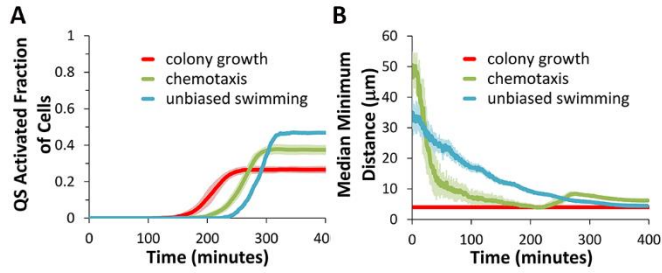 A
QS Activated Fraction
of Cells
1
0.8
0.6
0.4
0.2
0
colony growth
chemotaxis
unbiased swimming
0 100 200 300 40
Time (minutes)
B
Median Minimum
Distance (μm)
60
50
40
30
20
10
0
colony growth
chemotaxis
unbiased swimming
0 100 200 300 400
Time (minutes)